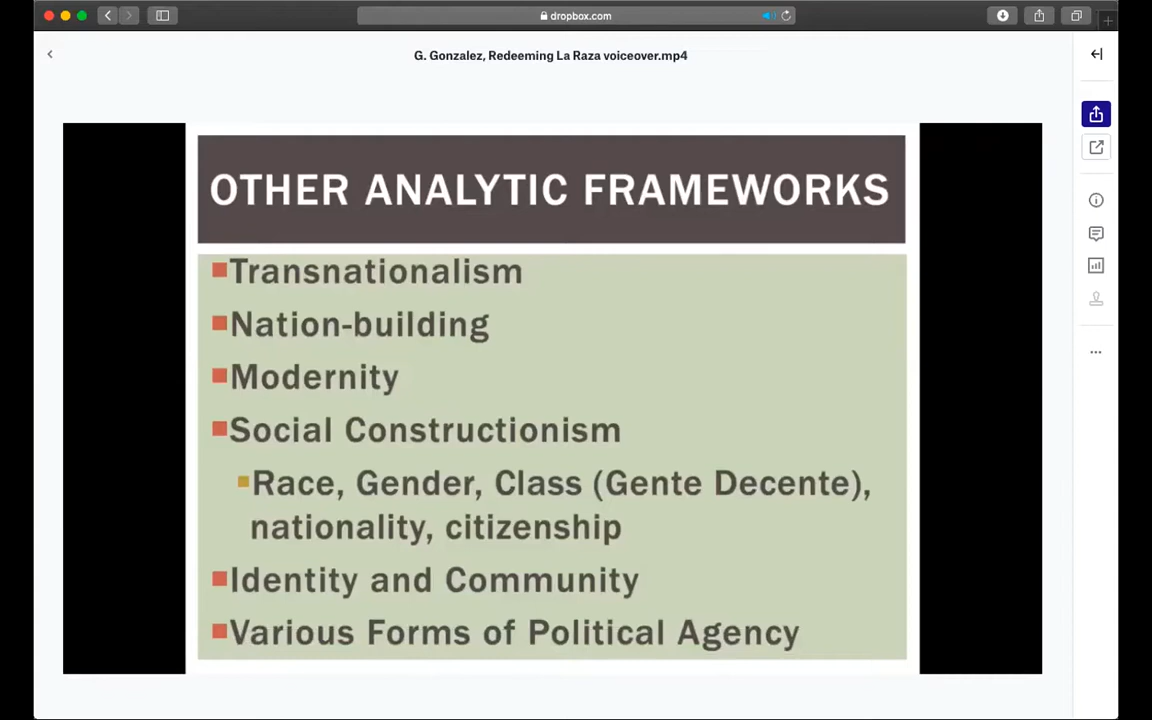 dropbox.com
G. Gonzalez, Redeeming La Raza voiceover.mp4
OTHER ANALYTIC FRAMEWORKS
Transnationalism
Nation-building
Modernity
Social Constructionism
Race, Gender, Class (Gente Decente),
nationality, citizenship
Identity and Community
Various Forms of Political Agency